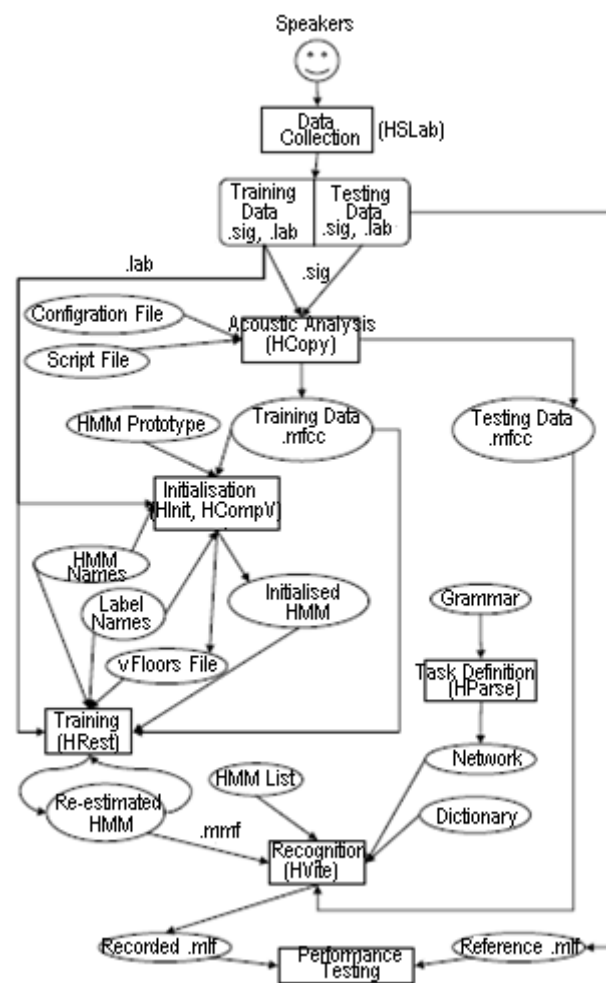 Speakers
Data
Collection
(HSLab)
Training
Data
.sig, .lab
Testing
Data
.sig, .lab
.lab
.sig
Configration File
Script File
Acoustic Analysis
(HCopy)
HMM Prototype
Training Data
.mfcc
Testing Data
.mfcc
Initialisation
(HInit, HCompV)
HMM
Names
Label
Names
Initialised
HMM
vFloors File
Grammar
Task Definition
(HParse)
Training
(HRest)
Network
HMM List
Re-estimated
HMM
.mmf
Dictionary
Recognition
(HVite)
Recorded .mlf
Performance
Testing
Reference .mlf